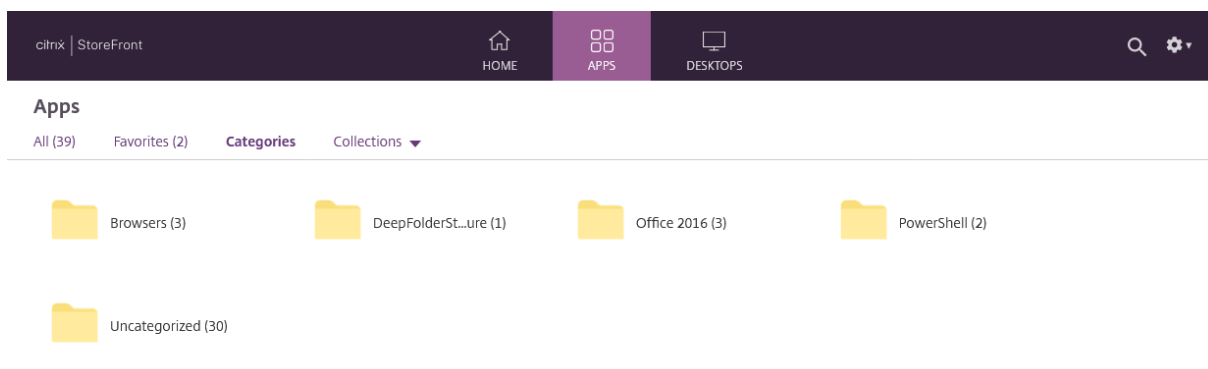 citrix | StoreFront
HOME
APPS
DESKTOPS
Apps
All (39)
Favorites (2)
Categories
Collections
Browsers (3)
DeepFolderSt...ure (1)
Office 2016 (3)
PowerShell (2)
Uncategorized (30)